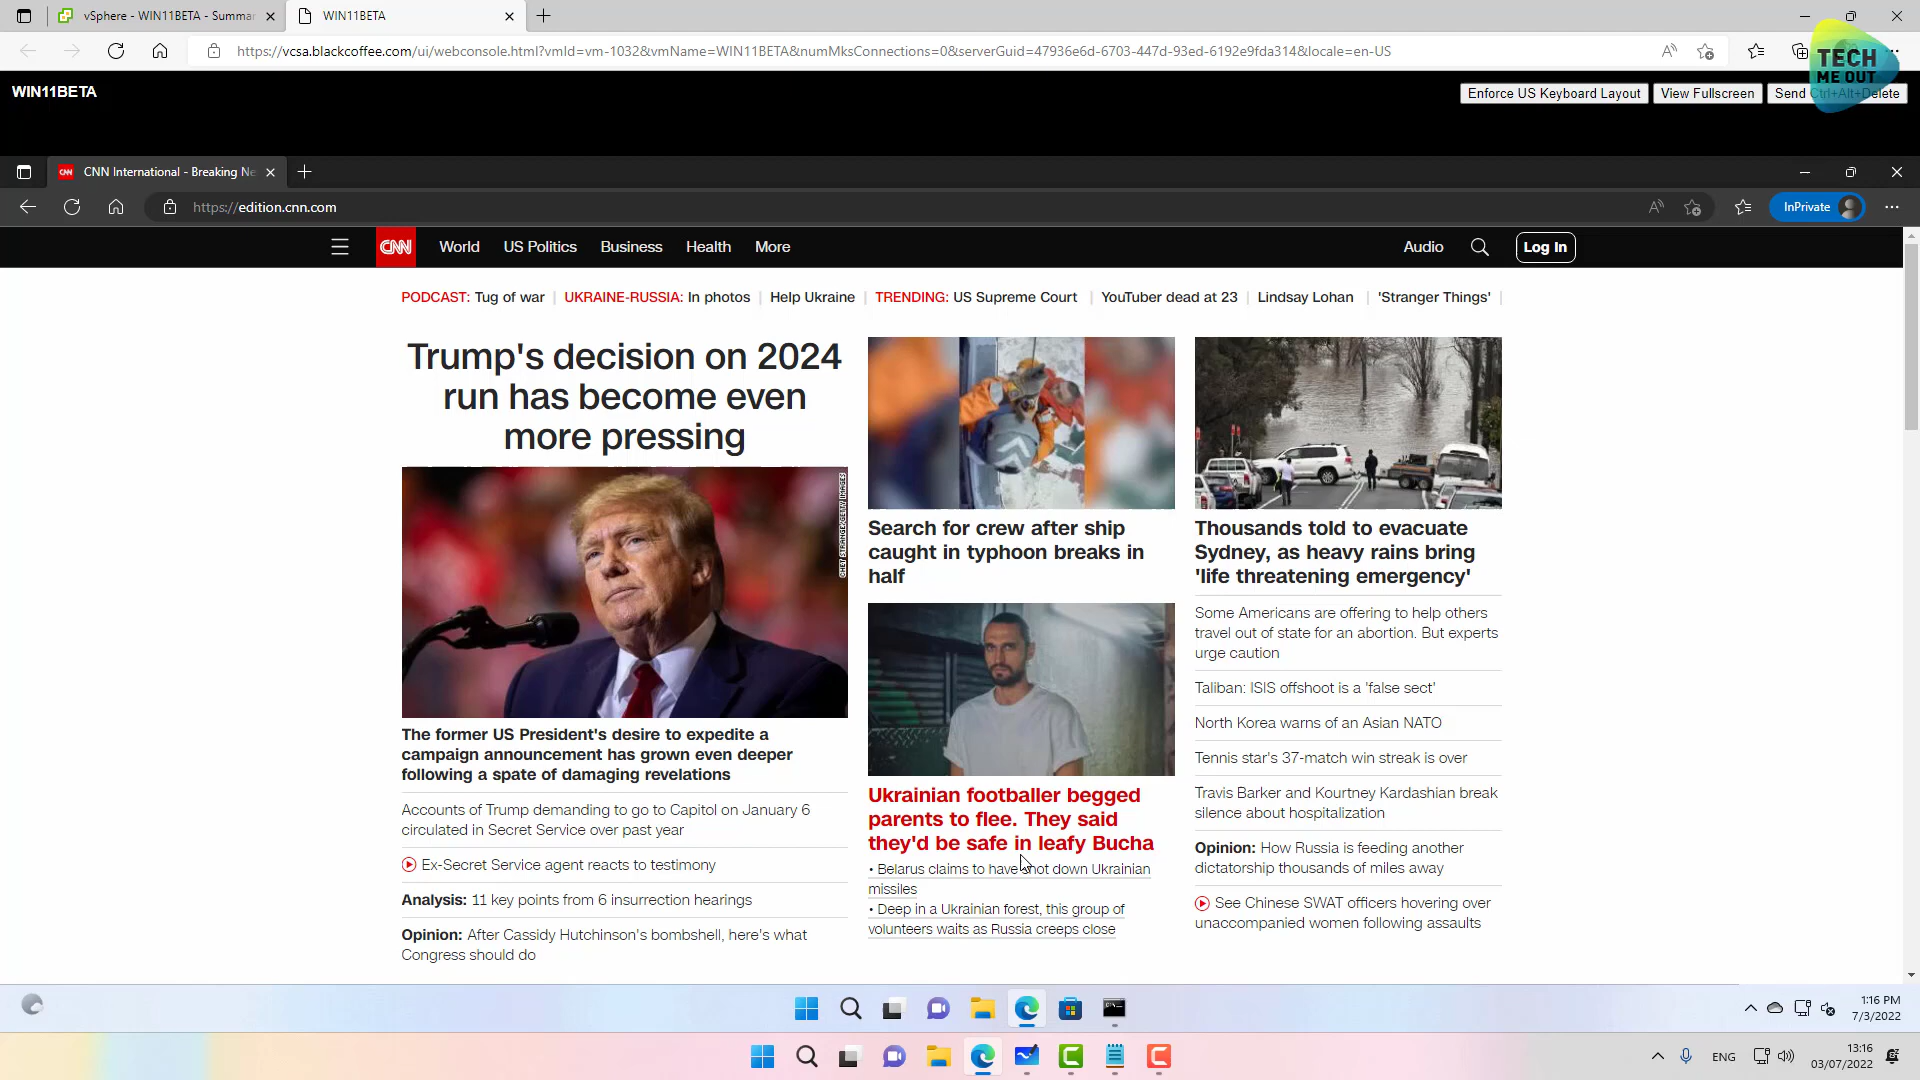 vSphere - WIN11BETA - Summar
WIN11BETA
https://vcsa.blackcoffee.com/ui/webconsole.html?vmId=vm-1032&vmName=WIN11BETA&numMksConnections=0&serverGuid=47936e6d-6703-447d-93ed-6192e9fda314&locale=en-US
TECH
ME OUT
WIN11BETA
Enforce US Keyboard Layout
View Fullscreen
Send Ctrl+Alt+Delete
CNN International - Breaking Ne
https://edition.cnn.com
InPrivate
CNN
World
US Politics
Business
Health
More
Audio
Log In
PODCAST: Tug of war
UKRAINE-RUSSIA: In photos
Help Ukraine
TRENDING: US Supreme Court
YouTuber dead at 23
Lindsay Lohan
'Stranger Things'
Trump's decision on 2024
run has become even
more pressing
The former US President's desire to expedite a
campaign announcement has grown even deeper
following a spate of damaging revelations
Accounts of Trump demanding to go to Capitol on January 6
circulated in Secret Service over past year
Ex-Secret Service agent reacts to testimony
Analysis: 11 key points from 6 insurrection hearings
Opinion: After Cassidy Hutchinson's bombshell, here's what
Congress should do
Search for crew after ship
caught in typhoon breaks in
half
Ukrainian footballer begged
parents to flee. They said
they'd be safe in leafy Bucha
• Belarus claims to have shot down Ukrainian
missiles
• Deep in a Ukrainian forest, this group of
volunteers waits as Russia creeps close
Thousands told to evacuate
Sydney, as heavy rains bring
'life threatening emergency'
Some Americans are offering to help others
travel out of state for an abortion. But experts
urge caution
Taliban: ISIS offshoot is a 'false sect'
North Korea warns of an Asian NATO
Tennis star's 37-match win streak is over
Travis Barker and Kourtney Kardashian break
silence about hospitalization
Opinion: How Russia is feeding another
dictatorship thousands of miles away
See Chinese SWAT officers hovering over
unaccompanied women following assaults
1:16 PM
7/3/2022
ENG
13:16
03/07/2022